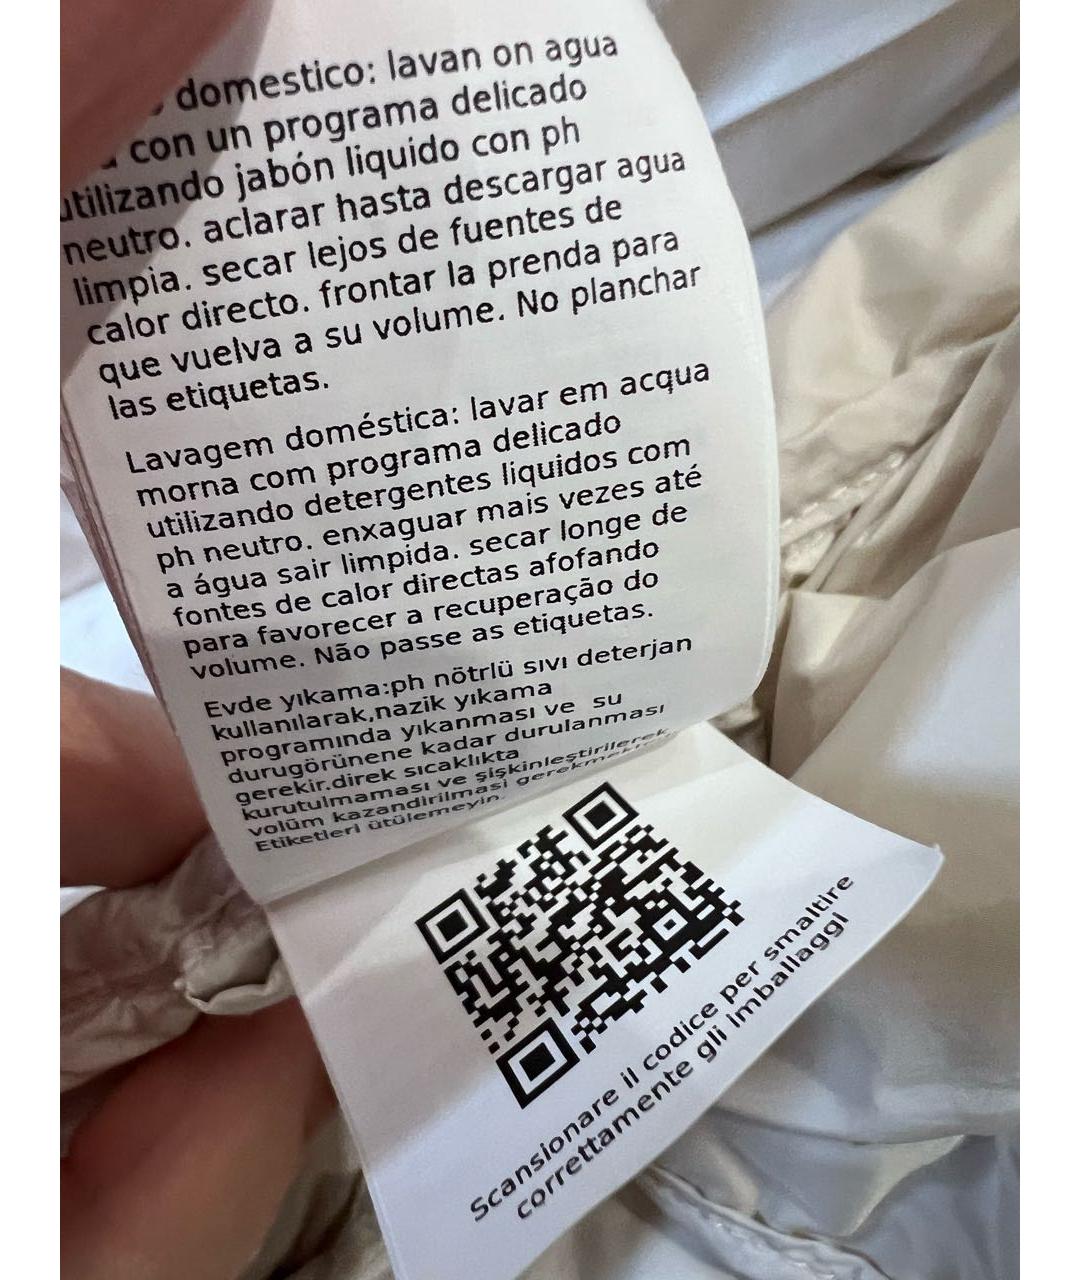 domestico: lavan on agua
con un programa delicado
utilizando jabón liquido con ph
neutro. aclarar hasta descargar agua
limpia. secar lejos de fuentes de
calor directo. frontar la prenda para
que vuelva a su volume. No planchar
las etiquetas.
Lavagem doméstica: lavar em acqua
morna com programa delicado
utilizando detergentes liquidos com
ph neutro. enxaguar mais vezes até
a água sair limpida. secar longe de
fontes de calor directas afofando
para favorecer a recuperação do
volume. Não passe as etiquetas.
Evde yıkama:ph nötrlü sıvı deterjan
kullanılarak,nazik yıkama
programında yıkanması ve su
durugörünene kadar durulanması
gerekir.direk sıcaklıkta
kurutulmaması ve şişkinleştirilerek
volüm kazandirilmasi gerekmektedir.
Etiketleri ütülemeyin.
Scansionare il codice per smaltire
correttamente gli imballaggi